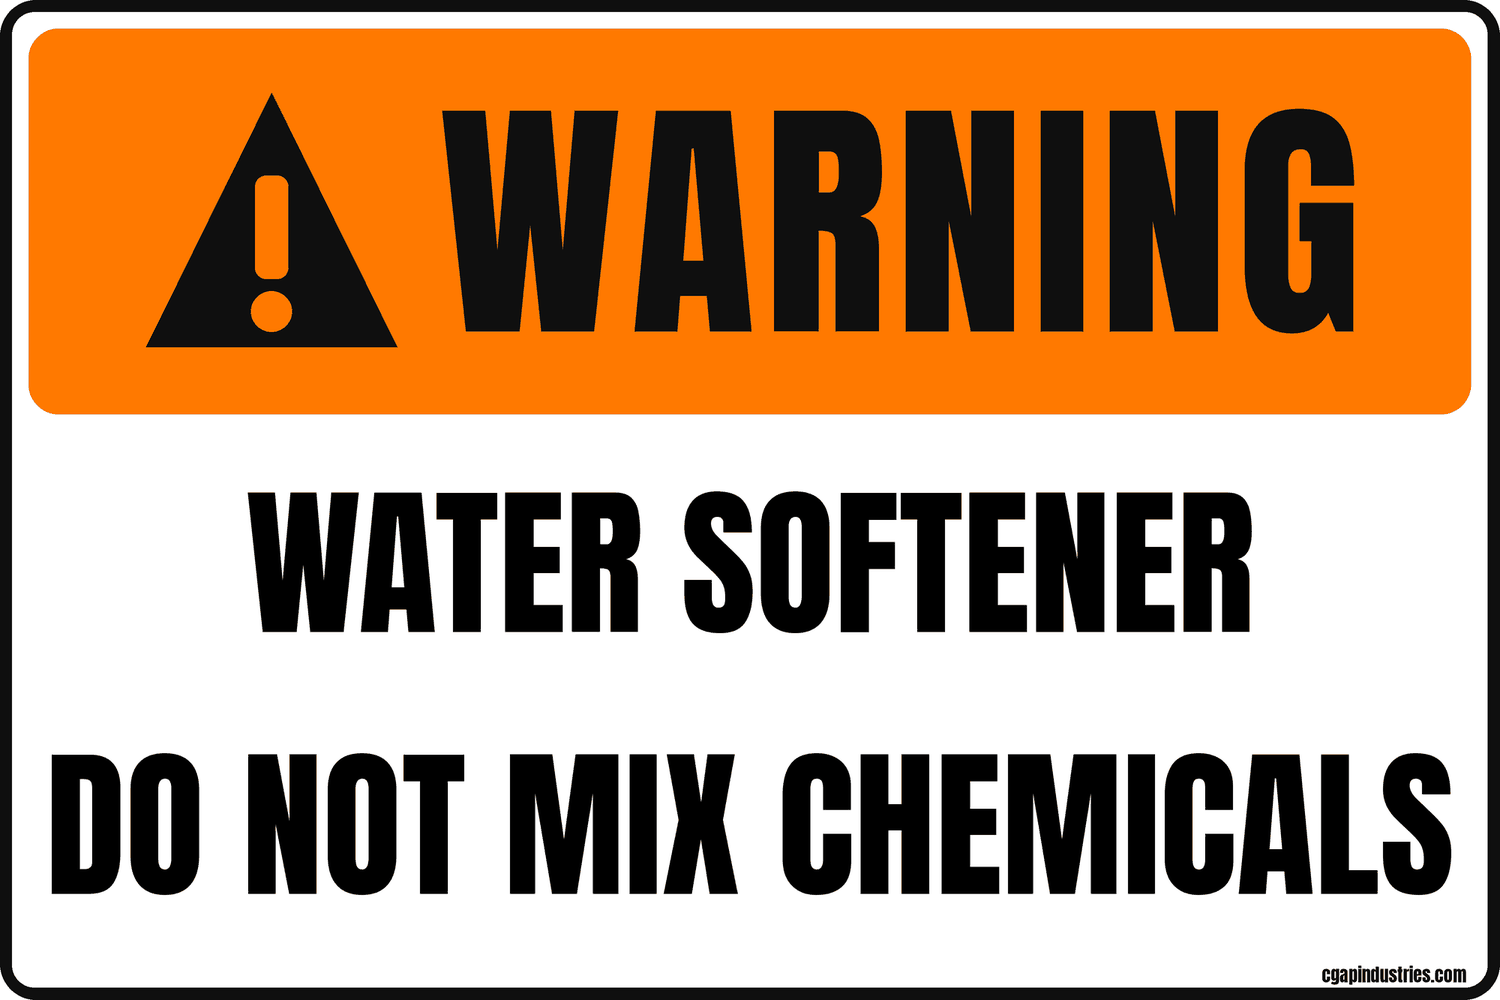 WARNING
WATER SOFTENER
DO NOT MIX CHEMICALS
cgapindustries.com